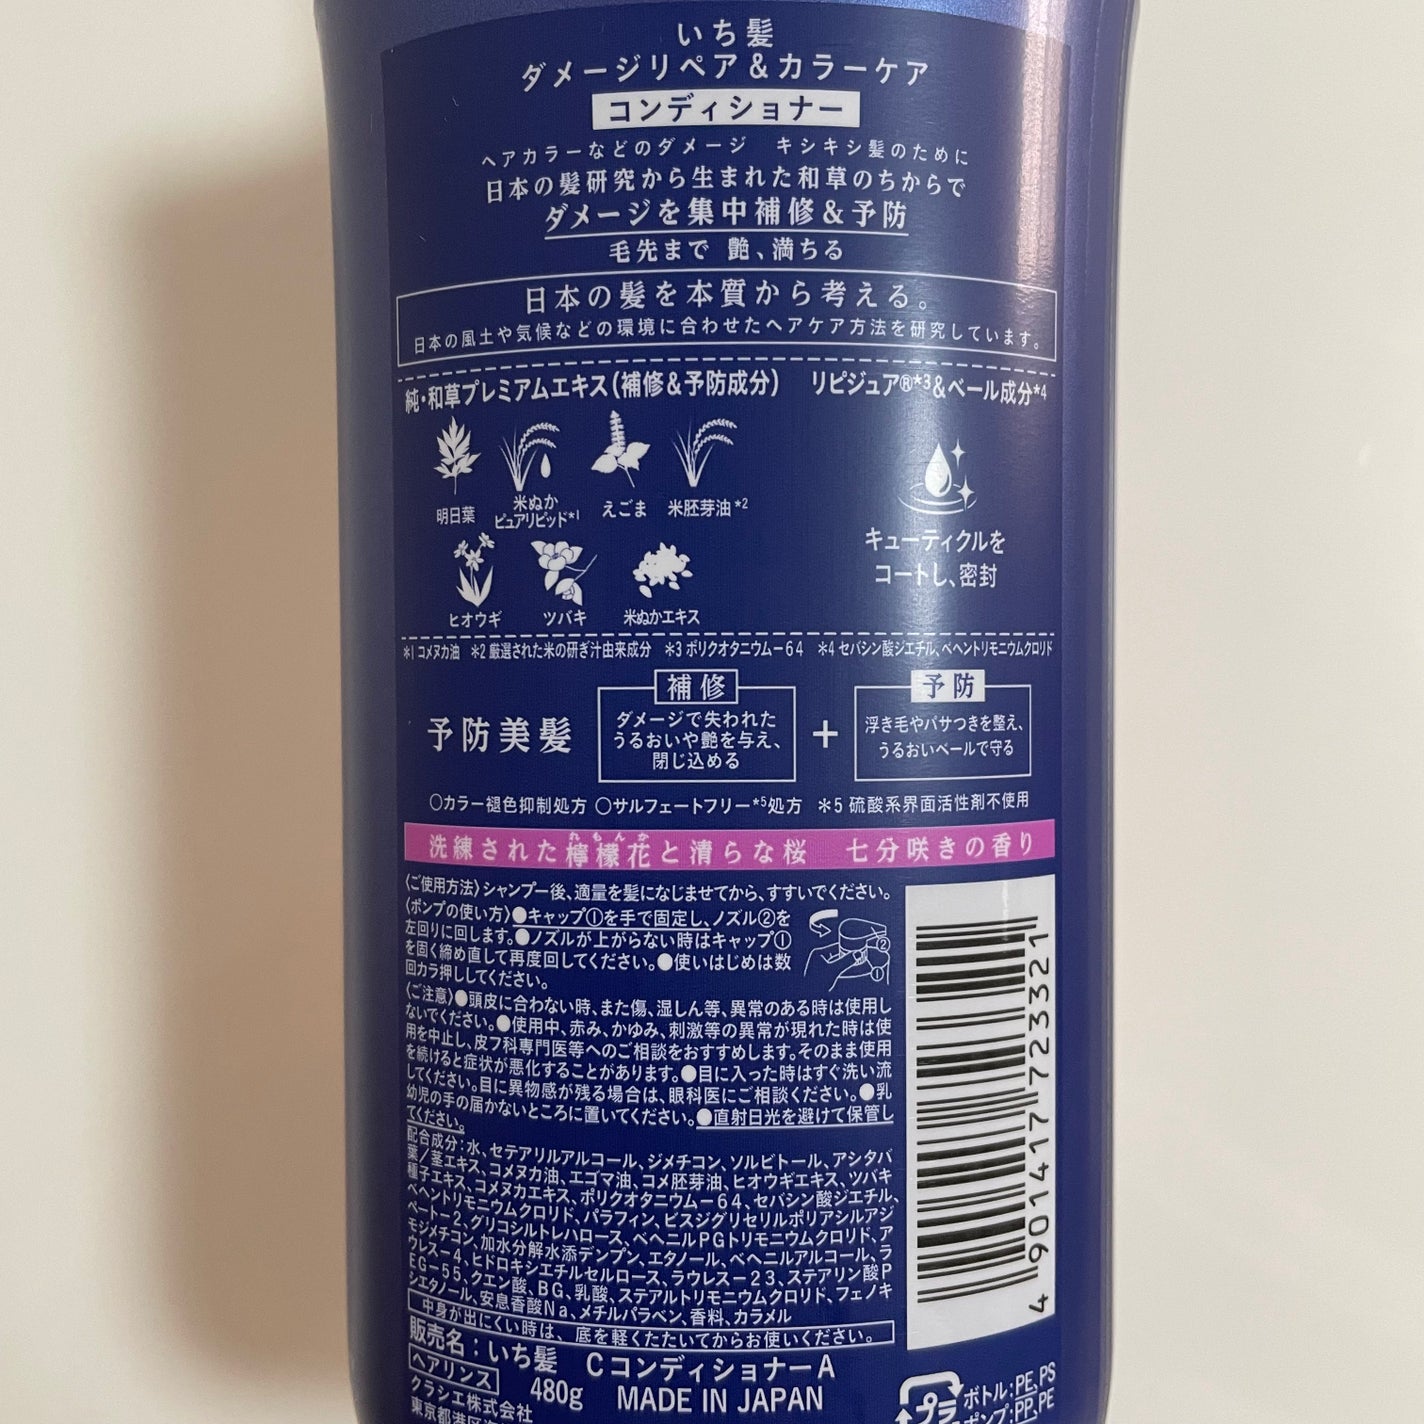 いち髪
ダメージリペア&カラーケア
コンディショナー
ヘアカラーなどのダメージ　キシキシ髪のために
日本の髪研究から生まれた和草のちからで
ダメージを集中補修&予防
毛先まで 艶、満ちる
日本の髪を本質から考える。
日本の風土や気候などの環境に合わせたヘアケア方法を研究しています。
純・和草プレミアムエキス(補修&予防成分)
明日葉
米ぬか
ピュアリピッド*1
えごま
米胚芽油*2
ヒオウギ
ツバキ
米ぬかエキス
リピジュア®*3&ベール成分*4
キューティクルを
コートし、密封
*1 コメヌカ油　*2 厳選された米の研ぎ汁由来成分　*3 ポリクオタニウム－64　*4 セバシン酸ジエチル、ベヘントリモニウムクロリド
予防美髪
補修
ダメージで失われた
うるおいや艶を与え、
閉じ込める
+
予防
浮き毛やパサつきを整え、
うるおいベールで守る
○カラー褪色抑制処方 ○サルフェートフリー*5処方　*5 硫酸系界面活性剤不使用
れもんか
洗練された檸檬花と清らな桜　七分咲きの香り
〈ご使用方法〉シャンプー後、適量を髪になじませてから、すすいでください。
〈ポンプの使い方〉●キャップ①を手で固定し、ノズル②を
左回りに回します。●ノズルが上がらない時はキャップ①
を固く締め直して再度回してください。●使いはじめは数
回カラ押ししてください。
②
①
〈ご注意〉●頭皮に合わない時、また傷、湿しん等、異常のある時は使用し
ないでください。●使用中、赤み、かゆみ、刺激等の異常が現れた時は使
用を中止し、皮フ科専門医等へのご相談をおすすめします。そのまま使用
を続けると症状が悪化することがあります。●目に入った時はすぐ洗い流
してください。目に異物感が残る場合は、眼科医にご相談ください。●乳
幼児の手の届かないところに置いてください。●直射日光を避けて保管し
てください。
配合成分：水、セテアリルアルコール、ジメチコン、ソルビトール、アシタバ
葉／茎エキス、コメヌカ油、エゴマ油、コメ胚芽油、ヒオウギエキス、ツバキ
種子エキス、コメヌカエキス、ポリクオタニウム－64、セバシン酸ジエチル、
ベヘントリモニウムクロリド、パラフィン、ビスジグリセリルポリアシルアジ
ペート－2、グリコシルトレハロース、ベヘニルPGトリモニウムクロリド、ア
モジメチコン、加水分解水添デンプン、エタノール、ベヘニルアルコール、ラ
ウレス－4、ヒドロキシエチルセルロース、ラウレス－23、ステアリン酸P
EG－55、クエン酸、BG、乳酸、ステアルトリモニウムクロリド、フェノキ
シエタノール、安息香酸Na、メチルパラベン、香料、カラメル
中身が出にくい時は、底を軽くたたいてからお使いください。
販売名：いち髪　CコンディショナーA
ヘアリンス
480g
MADE IN JAPAN
クラシエ株式会社
東京都港区
4 901417 723321
プラ
ボトル:PE,PS
ポンプ:PP,PE